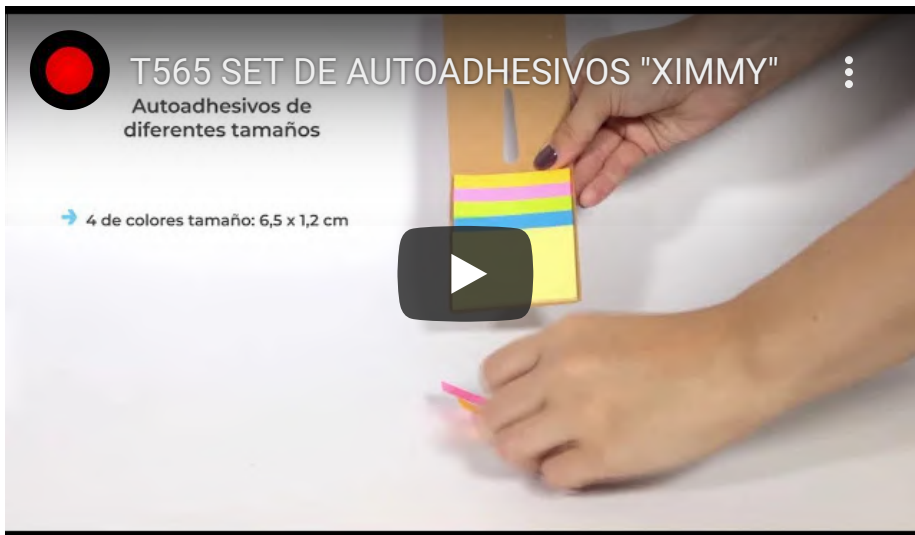 T565 SET DE AUTOADHESIVOS "XIMMY"
Autoadhesivos de
diferentes tamaños
4 de colores tamaño: 6,5 x 1,2 cm